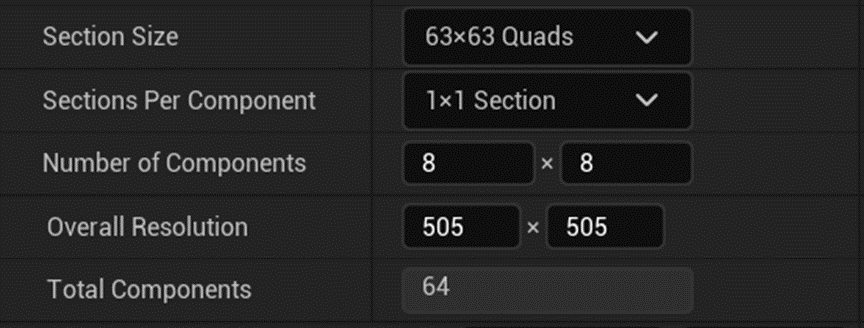 Section Size 63×63 Quads
Sections Per Component 1×1 Section
Number of Components 8 × 8
Overall Resolution 505 × 505
Total Components 64